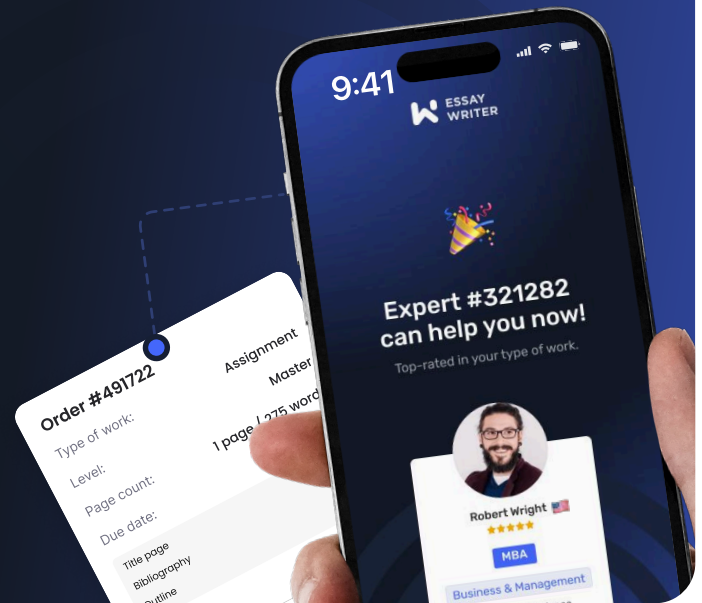 9:41
ESSAY
WRITER
Expert #321282
can help you now!
Top-rated in your type of work.
Robert Wright
MBA
Business & Management
Order #491722
Type of work:
Assignment
Level:
Master
Page count:
1 page / 275 word
Due date:
Title page
Bibliography
Outline